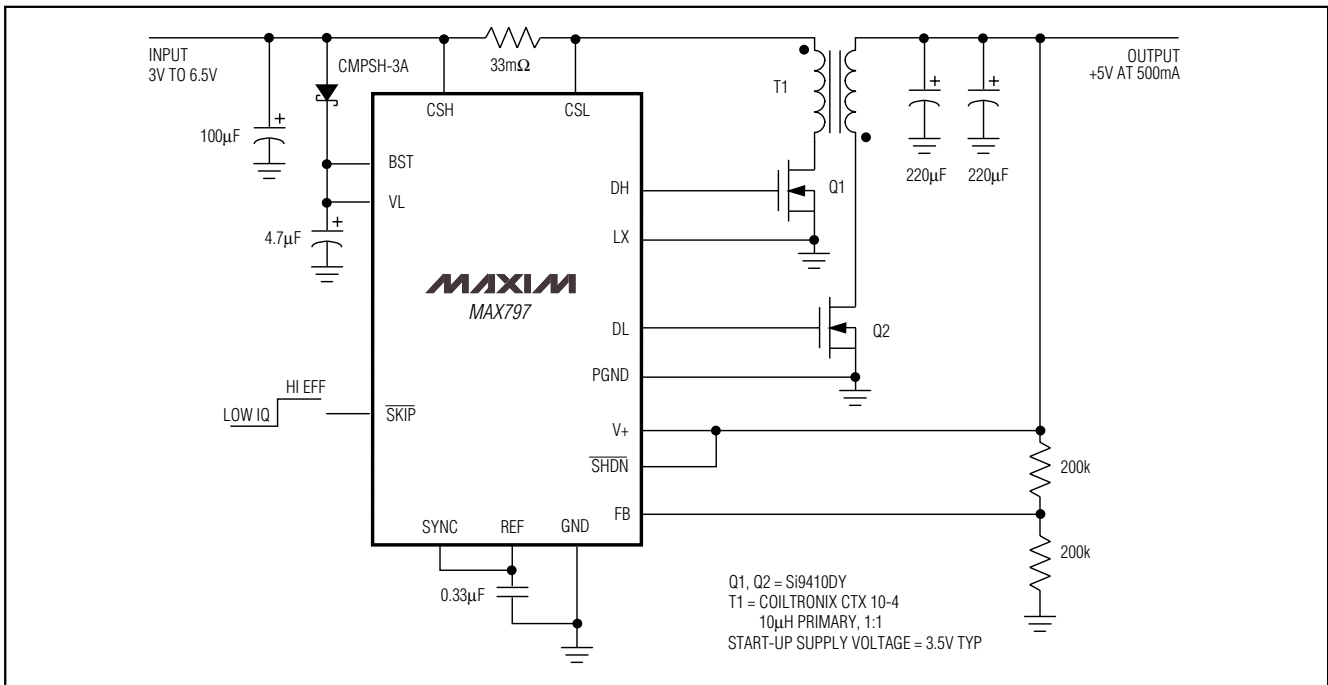 INPUT
3V TO 6.5V
CMPSH-3A
33mΩ
T1
OUTPUT
+5V AT 500mA
100µF
+
CSH
CSL
220µF
+
220µF
+
BST
VL
4.7µF
+
DH
Q1
LX
MAXIM
MAX797
DL
Q2
PGND
HI EFF
LOW IQ
SKIP
V+
SHDN
200k
FB
SYNC
REF
GND
200k
0.33µF
Q1, Q2 = Si9410DY
T1 = COILTRONIX CTX 10-4
10µH PRIMARY, 1:1
START-UP SUPPLY VOLTAGE = 3.5V TYP